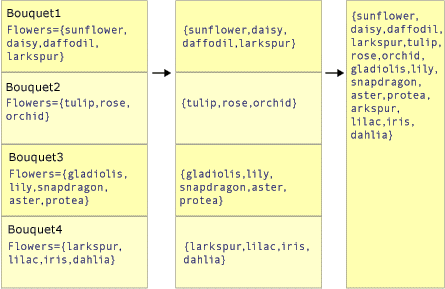 Bouquet1
Flowers={sunflower,
daisy,daffodil,
larkspur}
Bouquet2
Flowers={tulip,rose,
orchid}
Bouquet3
Flowers={gladiolis,
lily,snapdragon,
aster,protea}
Bouquet4
Flowers={larkspur,
lilac,iris,dahlia}
{sunflower,daisy,
daffodil,larkspur}
{tulip,rose,orchid}
{gladiolis,lily,
snapdragon,aster,
protea}
{larkspur,lilac,iris,
dahlia}
{sunflower,
daisy,daffodil,
larkspur,tulip,
rose,orchid,
gladiolis,lily,
snapdragon,
aster,protea,
arkspur,
lilac,iris,
dahlia}